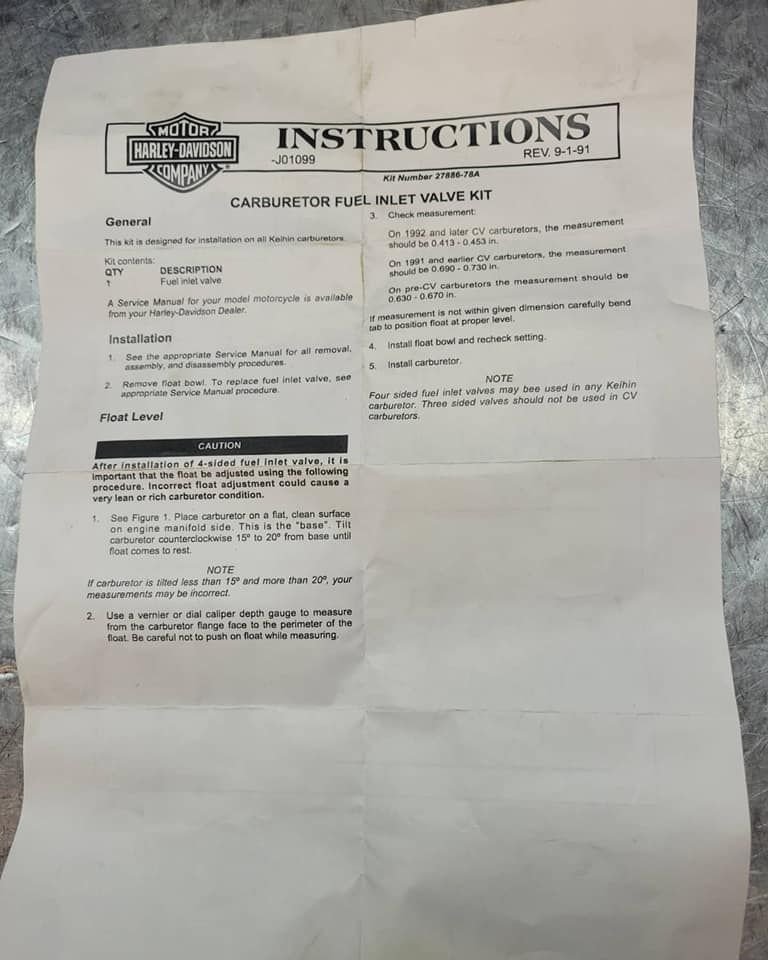 MOTOR
HARLEY-DAVIDSON
COMPANY
®
INSTRUCTIONS
-J01099
REV. 9-1-91
Kit Number 27886-78A
CARBURETOR FUEL INLET VALVE KIT
General
This kit is designed for installation on all Keihin carburetors.
Kit contents:
QTY DESCRIPTION
1 Fuel inlet valve
A Service Manual for your model motorcycle is available
from your Harley-Davidson Dealer.
Installation
1. See the appropriate Service Manual for all removal,
assembly, and disassembly procedures.
2. Remove float bowl. To replace fuel inlet valve, see
appropriate Service Manual procedure.
Float Level
CAUTION
After installation of 4-sided fuel inlet valve, it is
important that the float be adjusted using the following
procedure. Incorrect float adjustment could cause a
very lean or rich carburetor condition.
1. See Figure 1. Place carburetor on a flat, clean surface
on engine manifold side. This is the "base". Tilt
carburetor counterclockwise 15º to 20º from base until
float comes to rest.
NOTE
If carburetor is tilted less than 15º and more than 20º, your
measurements may be incorrect.
2. Use a vernier or dial caliper depth gauge to measure
from the carburetor flange face to the perimeter of the
float. Be careful not to push on float while measuring.
3. Check measurement:
On 1992 and later CV carburetors, the measurement
should be 0.413 - 0.453 in.
On 1991 and earlier CV carburetors, the measurement
should be 0.690 - 0.730 in.
On pre-CV carburetors the measurement should be
0.630 - 0.670 in.
If measurement is not within given dimension carefully bend
tab to position float at proper level.
4. Install float bowl and recheck setting.
5. Install carburetor.
NOTE
Four sided fuel inlet valves may bee used in any Keihin
carburetor. Three sided valves should not be used in CV
carburetors.